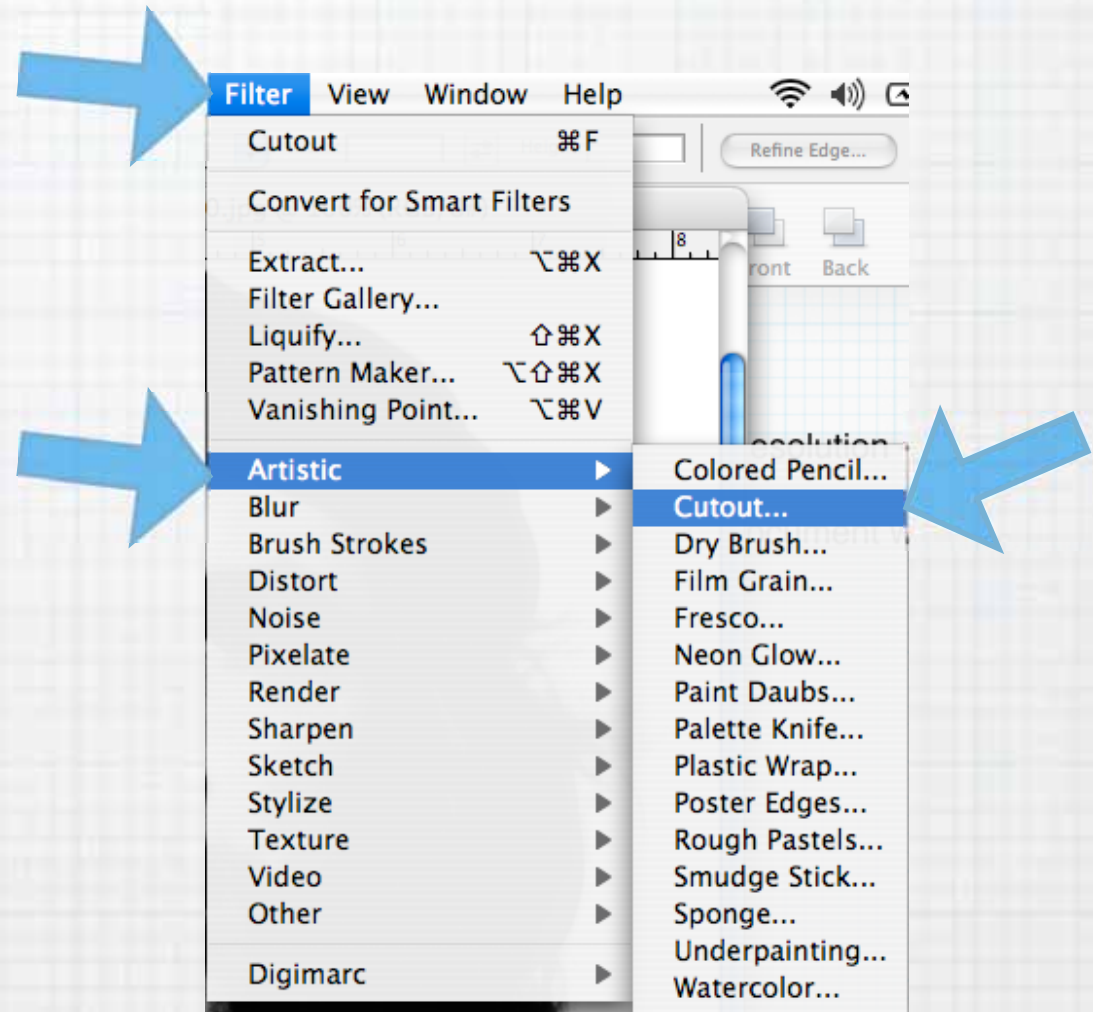 Filter View Window Help
Cutout ⌘F
Refine Edge...
Convert for Smart Filters
8
Extract... ⌥⌘X
Back
Filter Gallery...
Liquify... ⇧⌘X
Pattern Maker... ⌥⇧⌘X
Vanishing Point... ⌥⌘V
Artistic
Blur
Brush Strokes
Distort
Noise
Pixelate
Render
Sharpen
Sketch
Stylize
Texture
Video
Other
Digimarc
Colored Pencil...
Cutout...
Dry Brush...
Film Grain...
Fresco...
Neon Glow...
Paint Daubs...
Palette Knife...
Plastic Wrap...
Poster Edges...
Rough Pastels...
Smudge Stick...
Sponge...
Underpainting...
Watercolor...